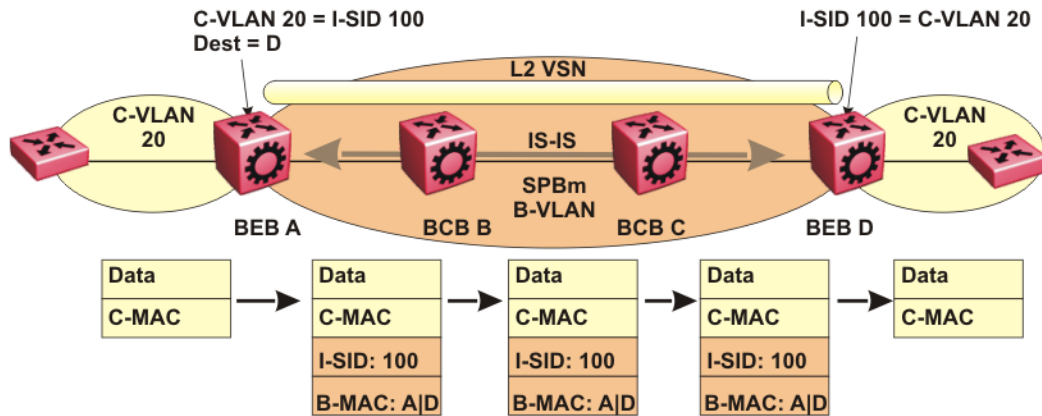 C-VLAN 20 = I-SID 100
Dest = D
I-SID 100 = C-VLAN 20
L2 VSN
C-VLAN
20
C-VLAN
20
IS-IS
SPBm
B-VLAN
BEB A
BCB B
BCB C
BEB D
Data
C-MAC
Data
C-MAC
I-SID: 100
B-MAC: A|D
Data
C-MAC
I-SID: 100
B-MAC: A|D
Data
C-MAC
I-SID: 100
B-MAC: A|D
Data
C-MAC